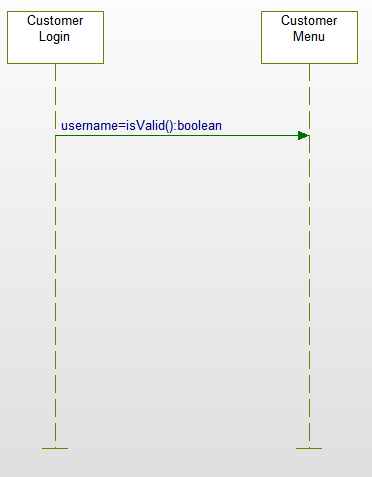 Customer
Login
Customer
Menu
username=isValid():boolean